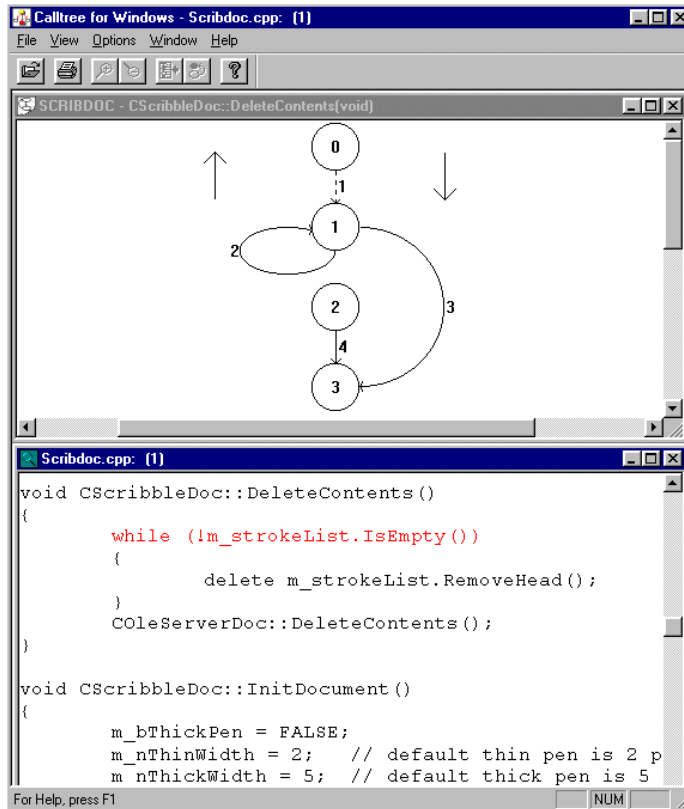 Calltree for Windows - Scribdoc.cpp: (1)
File View Options Window Help
SCRIBDOC - CScribbleDoc::DeleteContents(void)
0
1
1
2
2
3
4
3
Scribdoc.cpp: (1)
void CScribbleDoc::DeleteContents()
{
while (!m_strokeList.IsEmpty())
{
delete m_strokeList.RemoveHead();
}
COleServerDoc::DeleteContents();
}
void CScribbleDoc::InitDocument()
{
m_bThickPen = FALSE;
m_nThinWidth = 2; // default thin pen is 2 p
m_nThickWidth = 5; // default thick pen is 5
For Help, press F1
NUM